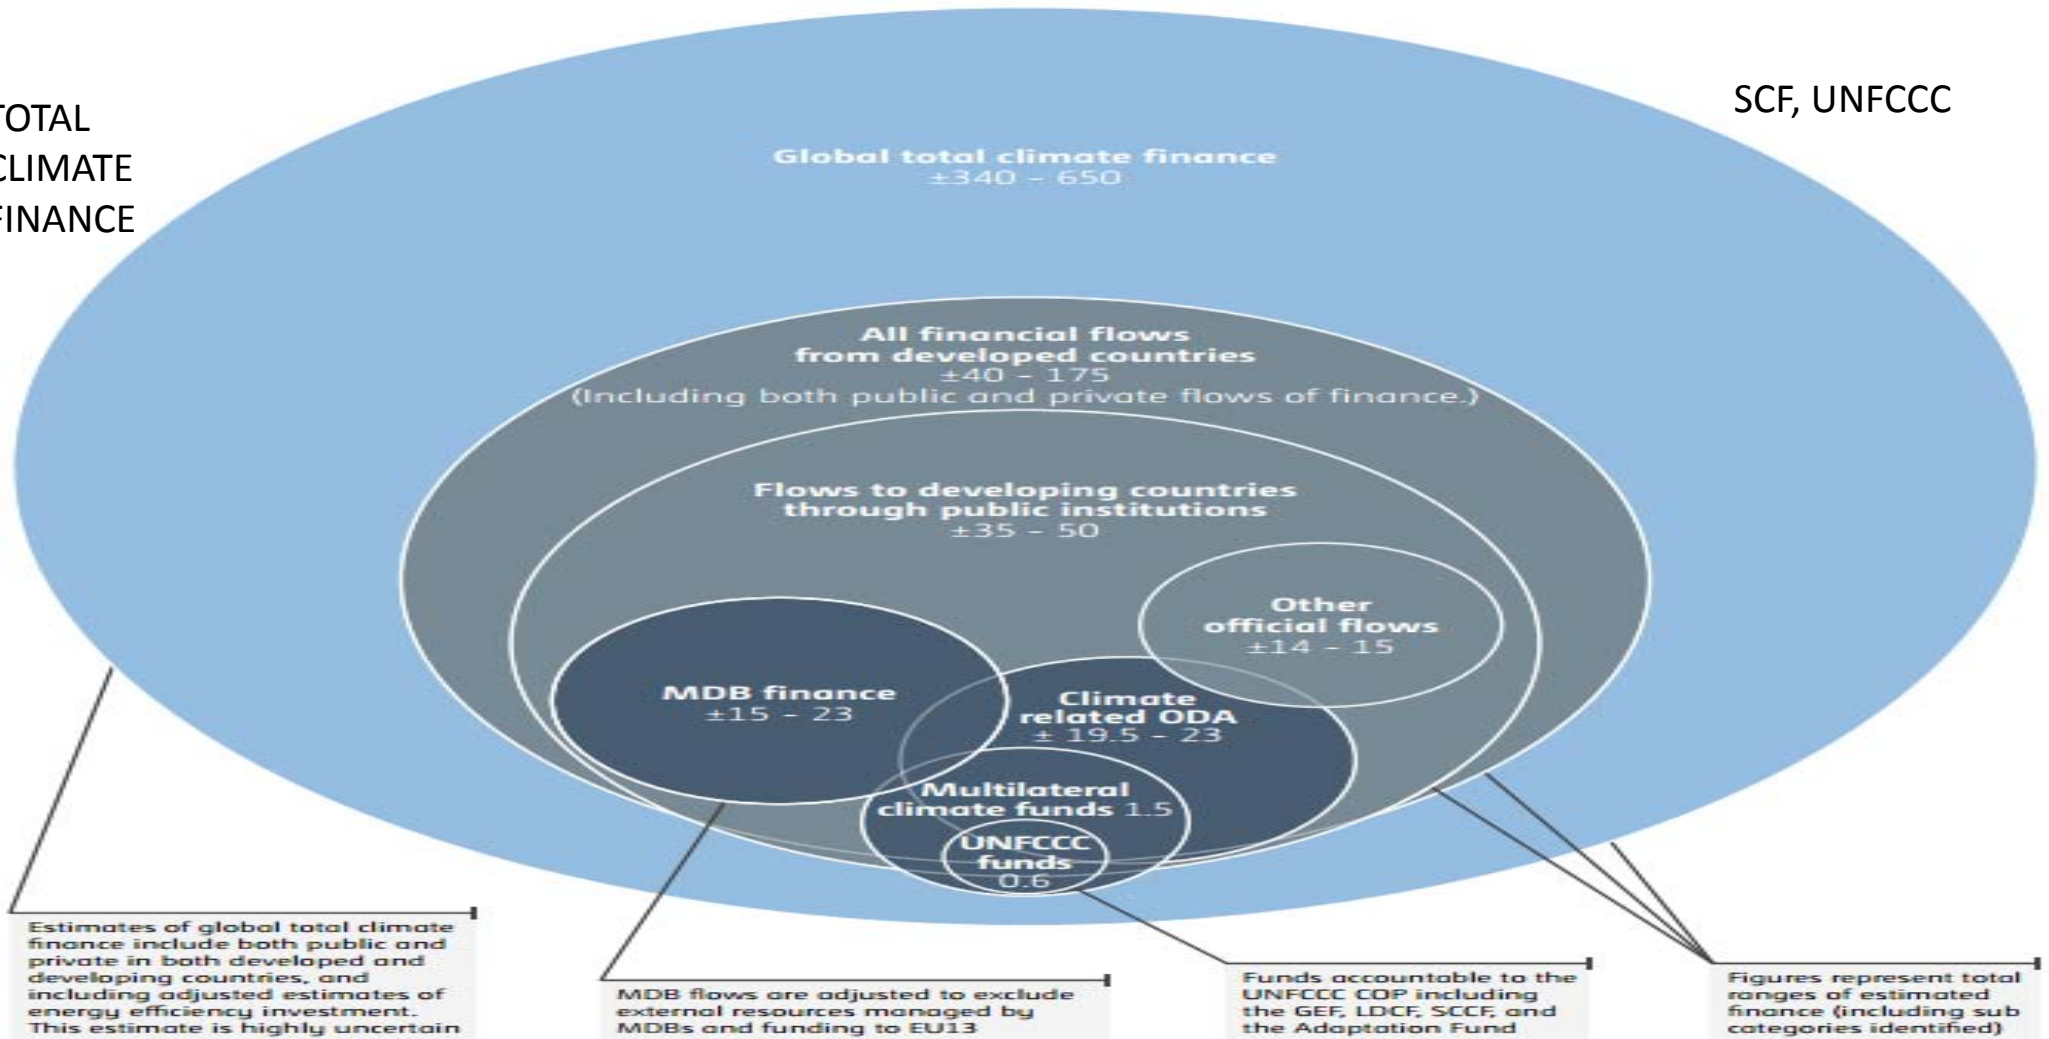 TOTAL
CLIMATE
FINANCE
SCF, UNFCCC
Global total climate finance
±340 – 650
All financial flows
from developed countries
±40 – 175
(Including both public and private flows of finance.)
Flows to developing countries
through public institutions
±35 – 50
Other
official flows
±14 – 15
MDB finance
±15 – 23
Climate
related ODA
± 19.5 – 23
Multilateral
climate funds 1.5
UNFCCC
funds
0.6
Estimates of global total climate
finance include both public and
private in both developed and
developing countries, and
including adjusted estimates of
energy efficiency investment.
This estimate is highly uncertain
MDB flows are adjusted to exclude
external resources managed by
MDBs and funding to EU13
Funds accountable to the
UNFCCC COP including
the GEF, LDCF, SCCF, and
the Adaptation Fund
Figures represent total
ranges of estimated
finance (including sub
categories identified)